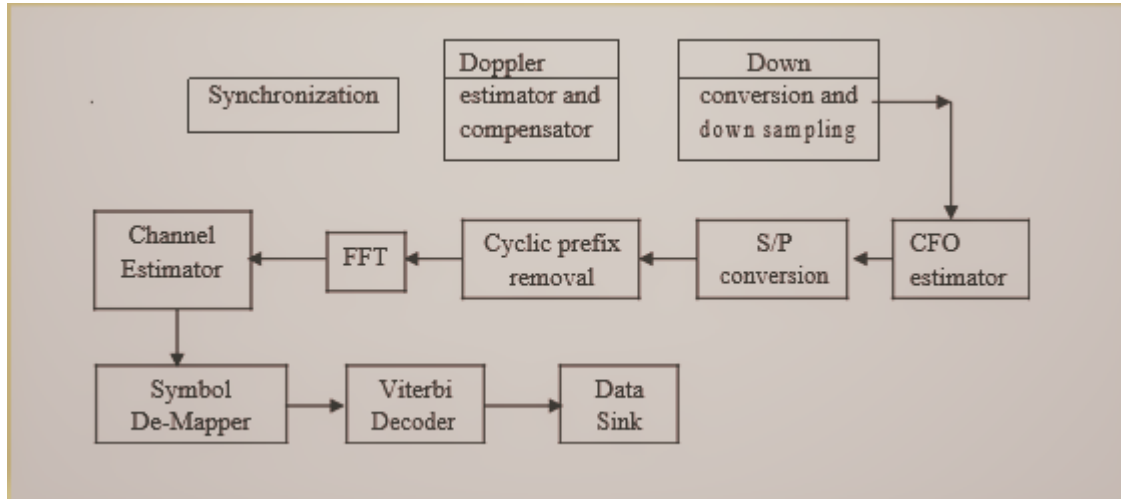 Synchronization
Doppler
estimator and
compensator
Down
conversion and
down sampling
CFO
estimator
S/P
conversion
Cyclic prefix
removal
FFT
Channel
Estimator
Symbol
De-Mapper
Viterbi
Decoder
Data
Sink